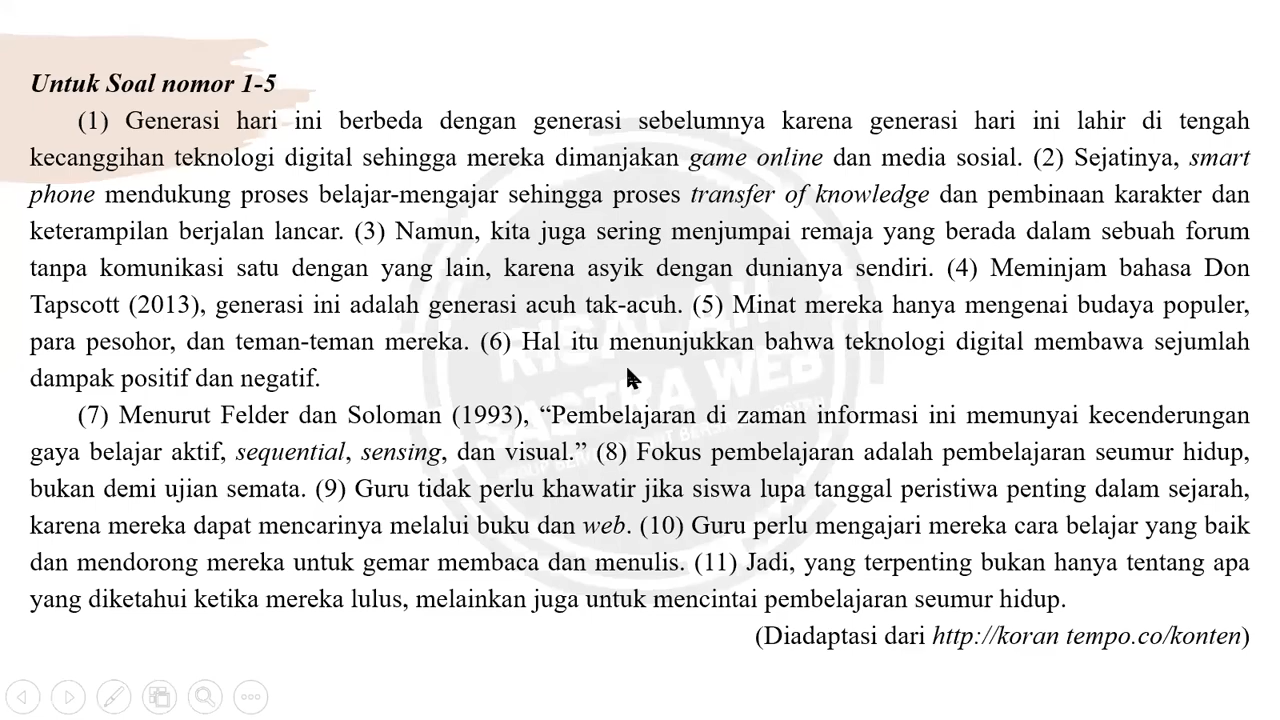 Untuk Soal nomor 1-5
(1) Generasi hari ini berbeda dengan generasi sebelumnya karena generasi hari ini lahir di tengah
kecanggihan teknologi digital sehingga mereka dimanjakan game online dan media sosial. (2) Sejatinya, smart
phone mendukung proses belajar-mengajar sehingga proses transfer of knowledge dan pembinaan karakter dan
keterampilan berjalan lancar. (3) Namun, kita juga sering menjumpai remaja yang berada dalam sebuah forum
tanpa komunikasi satu dengan yang lain, karena asyik dengan dunianya sendiri. (4) Meminjam bahasa Don
Tapscott (2013), generasi ini adalah generasi acuh tak-acuh. (5) Minat mereka hanya mengenai budaya populer,
para pesohor, dan teman-teman mereka. (6) Hal itu menunjukkan bahwa teknologi digital membawa sejumlah
dampak positif dan negatif.
(7) Menurut Felder dan Soloman (1993), “Pembelajaran di zaman informasi ini memunyai kecenderungan
gaya belajar aktif, sequential, sensing, dan visual.” (8) Fokus pembelajaran adalah pembelajaran seumur hidup,
bukan demi ujian semata. (9) Guru tidak perlu khawatir jika siswa lupa tanggal peristiwa penting dalam sejarah,
karena mereka dapat mencarinya melalui buku dan web. (10) Guru perlu mengajari mereka cara belajar yang baik
dan mendorong mereka untuk gemar membaca dan menulis. (11) Jadi, yang terpenting bukan hanya tentang apa
yang diketahui ketika mereka lulus, melainkan juga untuk mencintai pembelajaran seumur hidup.
(Diadaptasi dari http://koran tempo.co/konten)
RISALAH
SASTRA WEB